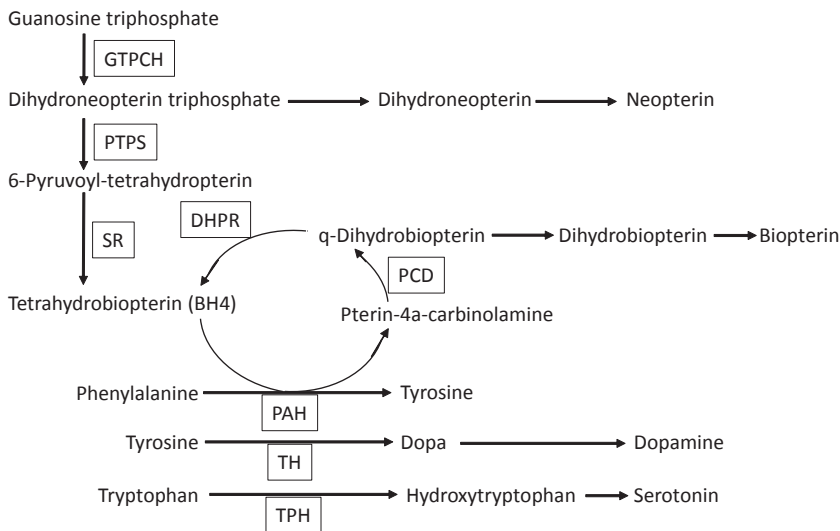 Guanosine triphosphate
GTPCH
Dihydroneopterin triphosphate Dihydroneopterin Neopterin
PTPS
6-Pyruvoyl-tetrahydropterin
DHPR
SR
q-Dihydrobiopterin Dihydrobiopterin Biopterin
PCD
Tetrahydrobiopterin (BH4)
Pterin-4a-carbinolamine
Phenylalanine Tyrosine
PAH
Tyrosine Dopa Dopamine
TH
Tryptophan Hydroxytryptophan Serotonin
TPH